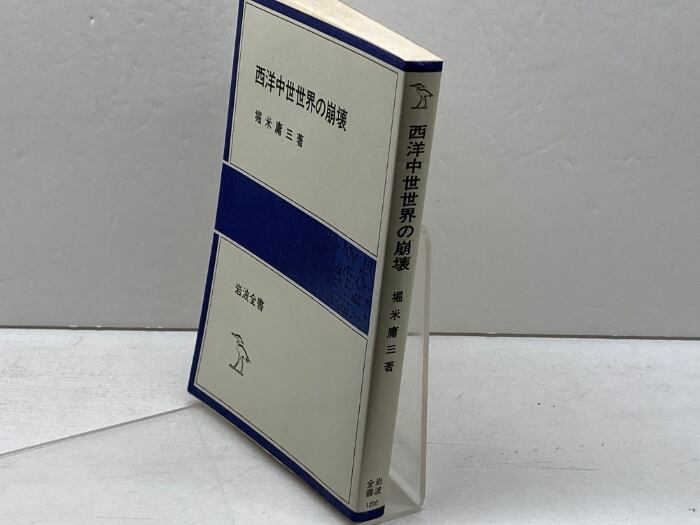 西洋中世世界の崩壊
堀米庸三著
岩波全書
西洋中世世界の崩壊
堀米庸三著
岩波
全書
1200